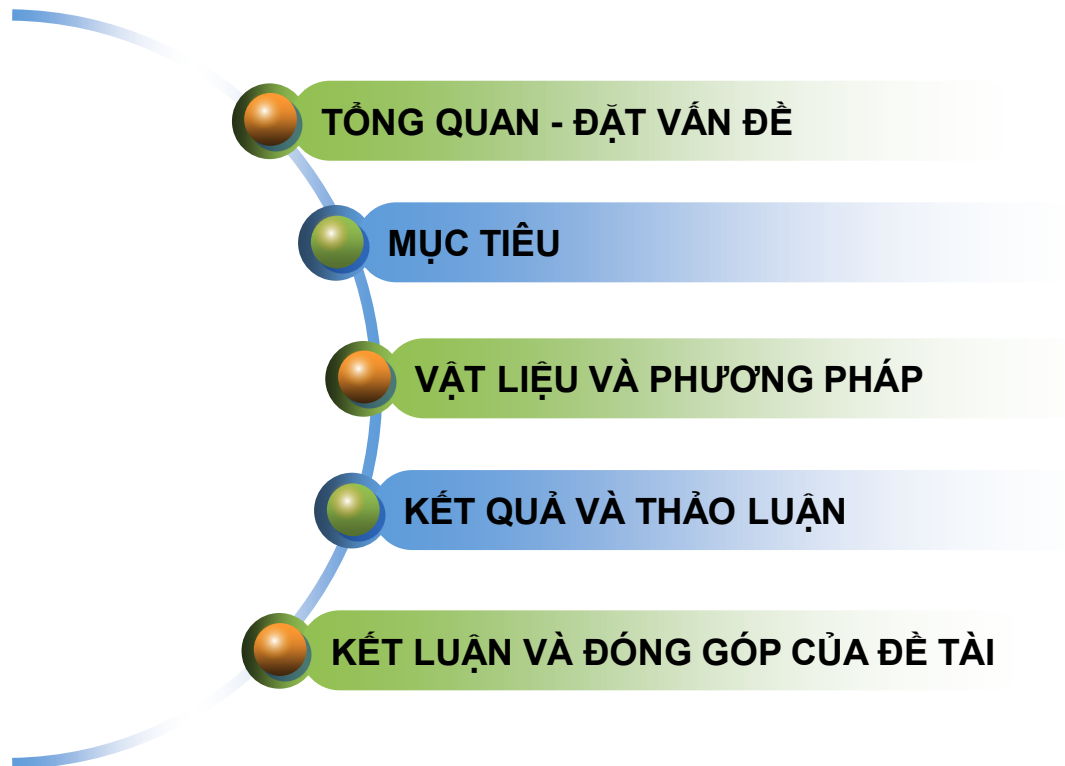 TỔNG QUAN - ĐẶT VẤN ĐỀ
MỤC TIÊU
VẬT LIỆU VÀ PHƯƠNG PHÁP
KẾT QUẢ VÀ THẢO LUẬN
KẾT LUẬN VÀ ĐÓNG GÓP CỦA ĐỀ TÀI